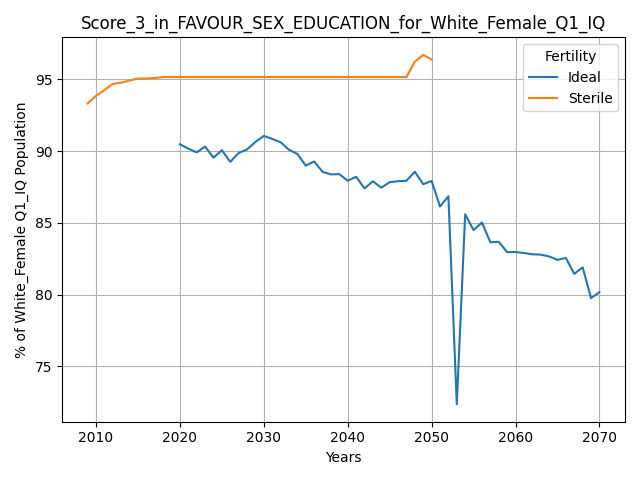 Score_3_in_FAVOUR_SEX_EDUCATION_for_White_Female_Q1_IQ
Fertility
Ideal
Sterile
% of White_Female Q1_IQ Population
95
90
85
80
75
2010
2020
2030
2040
2050
2060
2070
Years